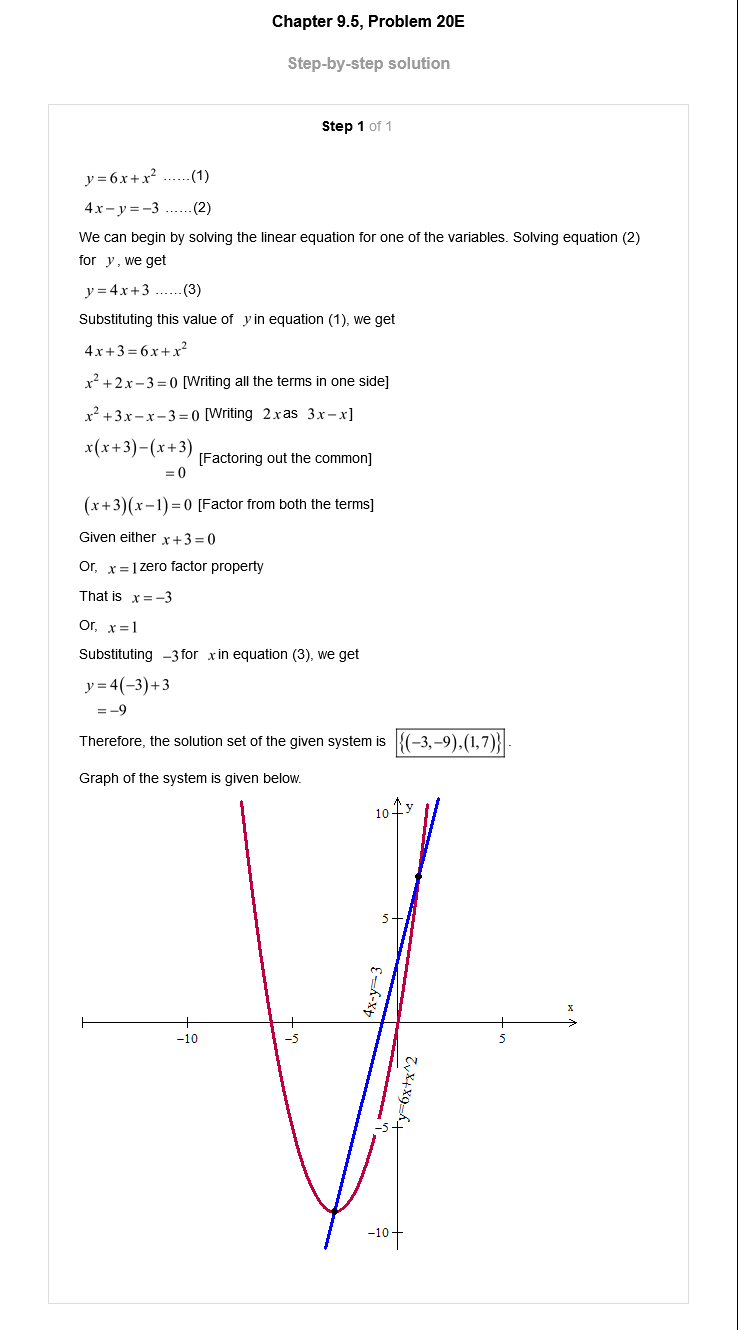 Chapter 9.5, Problem 20E
Step-by-step solution
Step 1 of 1
y = 6x + x² ......(1)
4x − y = −3 ......(2)
We can begin by solving the linear equation for one of the variables. Solving equation (2)
for y, we get
y = 4x + 3 ......(3)
Substituting this value of y in equation (1), we get
4x + 3 = 6x + x²
x² + 2x − 3 = 0 [Writing all the terms in one side]
x² + 3x − x − 3 = 0 [Writing 2x as 3x − x]
x(x + 3) − (x + 3)
= 0 [Factoring out the common]
(x + 3)(x − 1) = 0 [Factor from both the terms]
Given either x + 3 = 0
Or, x = 1 zero factor property
That is x = −3
Or, x = 1
Substituting −3 for x in equation (3), we get
y = 4(−3) + 3
= −9
Therefore, the solution set of the given system is {(−3, −9), (1, 7)}.
Graph of the system is given below.
10
y
5
4x-y=-3
x
−10
−5
5
y=6x+x^2
−5
−10